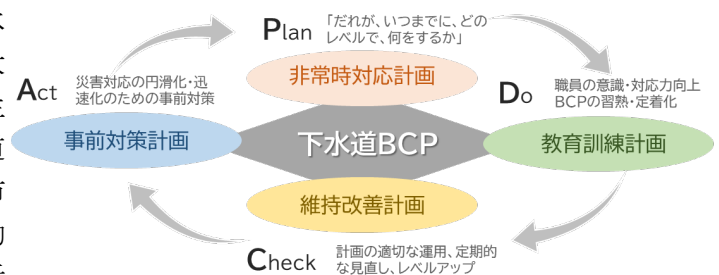 Plan
「だれが、いつまでに、どの
レベルで、何をするか」
非常時対応計画
Act
災害対応の円滑化・迅
速化のための事前対策
事前対策計画
Do
職員の意識・対応力向上
BCPの習熟・定着化
教育訓練計画
下水道BCP
維持改善計画
Check
計画の適切な運用、定期的
な見直し、レベルアップ